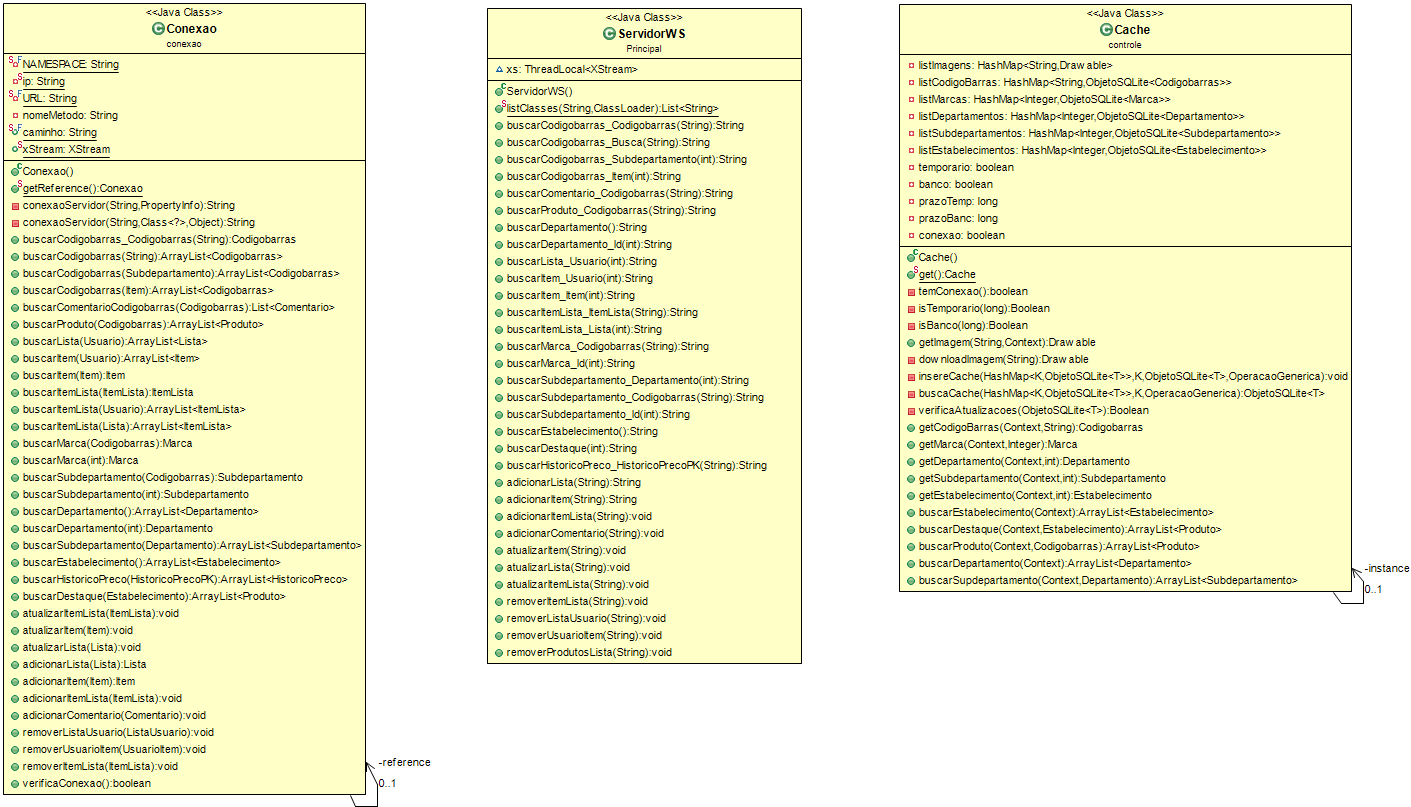 <<Java Class>>
Conexao
conexao
NAMESPACE: String
ip: String
URL: String
nomeMetodo: String
caminho: String
xStream: XStream
Conexao()
getReference():Conexao
conexaoServidor(String,PropertyInfo):String
conexaoServidor(String,Class<?>,Object):String
buscarCodigobarras_Codigobarras(String):Codigobarras
buscarCodigobarras(String):ArrayList<Codigobarras>
buscarCodigobarras(Subdepartamento):ArrayList<Codigobarras>
buscarCodigobarras(Item):ArrayList<Codigobarras>
buscarComentarioCodigobarras(Codigobarras):List<Comentario>
buscarProduto(Codigobarras):ArrayList<Produto>
buscarLista(Usuario):ArrayList<Lista>
buscarItem(Usuario):ArrayList<Item>
buscarItem(Item):Item
buscarItemLista(ItemLista):ItemLista
buscarItemLista(Usuario):ArrayList<ItemLista>
buscarItemLista(Lista):ArrayList<ItemLista>
buscarMarca(Codigobarras):Marca
buscarMarca(int):Marca
buscarSubdepartamento(Codigobarras):Subdepartamento
buscarSubdepartamento(int):Subdepartamento
buscarDepartamento():ArrayList<Departamento>
buscarDepartamento(int):Departamento
buscarSubdepartamento(Departamento):ArrayList<Subdepartamento>
buscarEstabelecimento():ArrayList<Estabelecimento>
buscarHistoricoPreco(HistoricoPrecoPK):ArrayList<HistoricoPreco>
buscarDestaque(Estabelecimento):ArrayList<Produto>
atualizarItemLista(ItemLista):void
atualizarItem(Item):void
atualizarLista(Lista):void
adicionarLista(Lista):Lista
adicionarItem(Item):Item
adicionarItemLista(ItemLista):void
adicionarComentario(Comentario):void
removerListaUsuario(ListaUsuario):void
removerUsuarioItem(UsuarioItem):void
removerItemLista(ItemLista):void
verificaConexao():boolean
-reference
0..1
<<Java Class>>
ServidorWS
Principal
xs: ThreadLocal<XStream>
ServidorWS()
listClasses(String,ClassLoader):List<String>
buscarCodigobarras_Codigobarras(String):String
buscarCodigobarras_Busca(String):String
buscarCodigobarras_Subdepartamento(int):String
buscarCodigobarras_Item(int):String
buscarComentario_Codigobarras(String):String
buscarProduto_Codigobarras(String):String
buscarDepartamento():String
buscarDepartamento_Id(int):String
buscarLista_Usuario(int):String
buscarItem_Usuario(int):String
buscarItem_Item(int):String
buscarItemLista_ItemLista(String):String
buscarItemLista_Lista(int):String
buscarMarca_Codigobarras(String):String
buscarMarca_Id(int):String
buscarSubdepartamento_Departamento(int):String
buscarSubdepartamento_Codigobarras(String):String
buscarSubdepartamento_Id(int):String
buscarEstabelecimento():String
buscarDestaque(int):String
buscarHistoricoPreco_HistoricoPrecoPK(String):String
adicionarLista(String):String
adicionarItem(String):String
adicionarItemLista(String):void
adicionarComentario(String):void
atualizarItem(String):void
atualizarLista(String):void
atualizarItemLista(String):void
removerItemLista(String):void
removerListaUsuario(String):void
removerUsuarioItem(String):void
removerProdutosLista(String):void
<<Java Class>>
Cache
controle
listImagens: HashMap<String,Drawable>
listCodigoBarras: HashMap<String,ObjetoSQLite<Codigobarras>>
listMarcas: HashMap<Integer,ObjetoSQLite<Marca>>
listDepartamentos: HashMap<Integer,ObjetoSQLite<Departamento>>
listSubdepartamentos: HashMap<Integer,ObjetoSQLite<Subdepartamento>>
listEstabelecimentos: HashMap<Integer,ObjetoSQLite<Estabelecimento>>
temporario: boolean
banco: boolean
prazoTemp: long
prazoBanc: long
conexao: boolean
Cache()
get():Cache
temConexao():boolean
isTemporario(long):Boolean
isBanco(long):Boolean
getImagem(String,Context):Drawable
downloadImagem(String):Drawable
insereCache(HashMap<K,ObjetoSQLite<T>>,K,ObjetoSQLite<T>,OperacaoGenerica):void
buscaCache(HashMap<K,ObjetoSQLite<T>>,K,OperacaoGenerica):ObjetoSQLite<T>
verificaAtualizacoes(ObjetoSQLite<T>):Boolean
getCodigoBarras(Context,String):Codigobarras
getMarca(Context,Integer):Marca
getDepartamento(Context,int):Departamento
getSubdepartamento(Context,int):Subdepartamento
getEstabelecimento(Context,int):Estabelecimento
buscarEstabelecimento(Context):ArrayList<Estabelecimento>
buscarDestaque(Context,Estabelecimento):ArrayList<Produto>
buscarProduto(Context,Codigobarras):ArrayList<Produto>
buscarDepartamento(Context):ArrayList<Departamento>
buscarSupdepartamento(Context,Departamento):ArrayList<Subdepartamento>
-instance
0..1